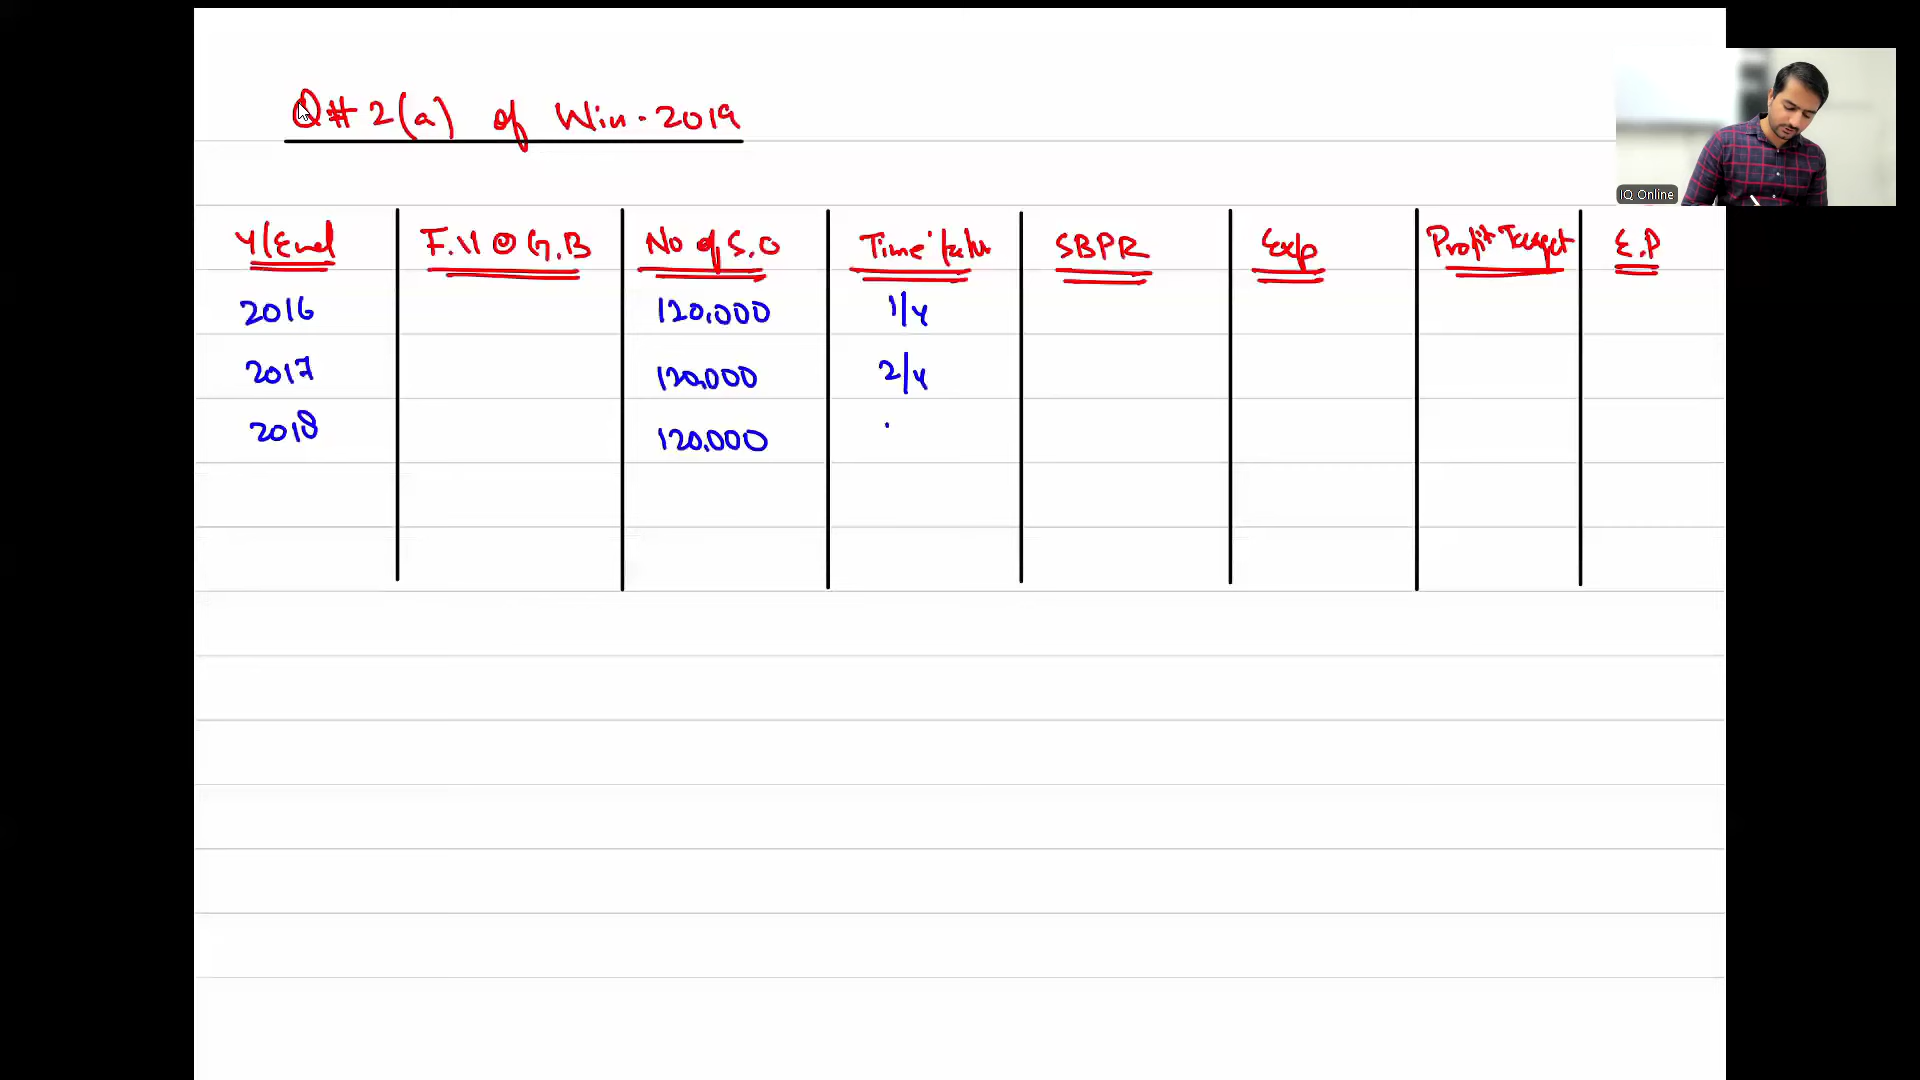 Q# 2(a) of Win-2019
IQ Online
Y/End F.V @ G.B No of S.O Time SBPR Exp Profit Target E.P
2016 120,000 1/4
2017 120,000 2/4
2018 120,000